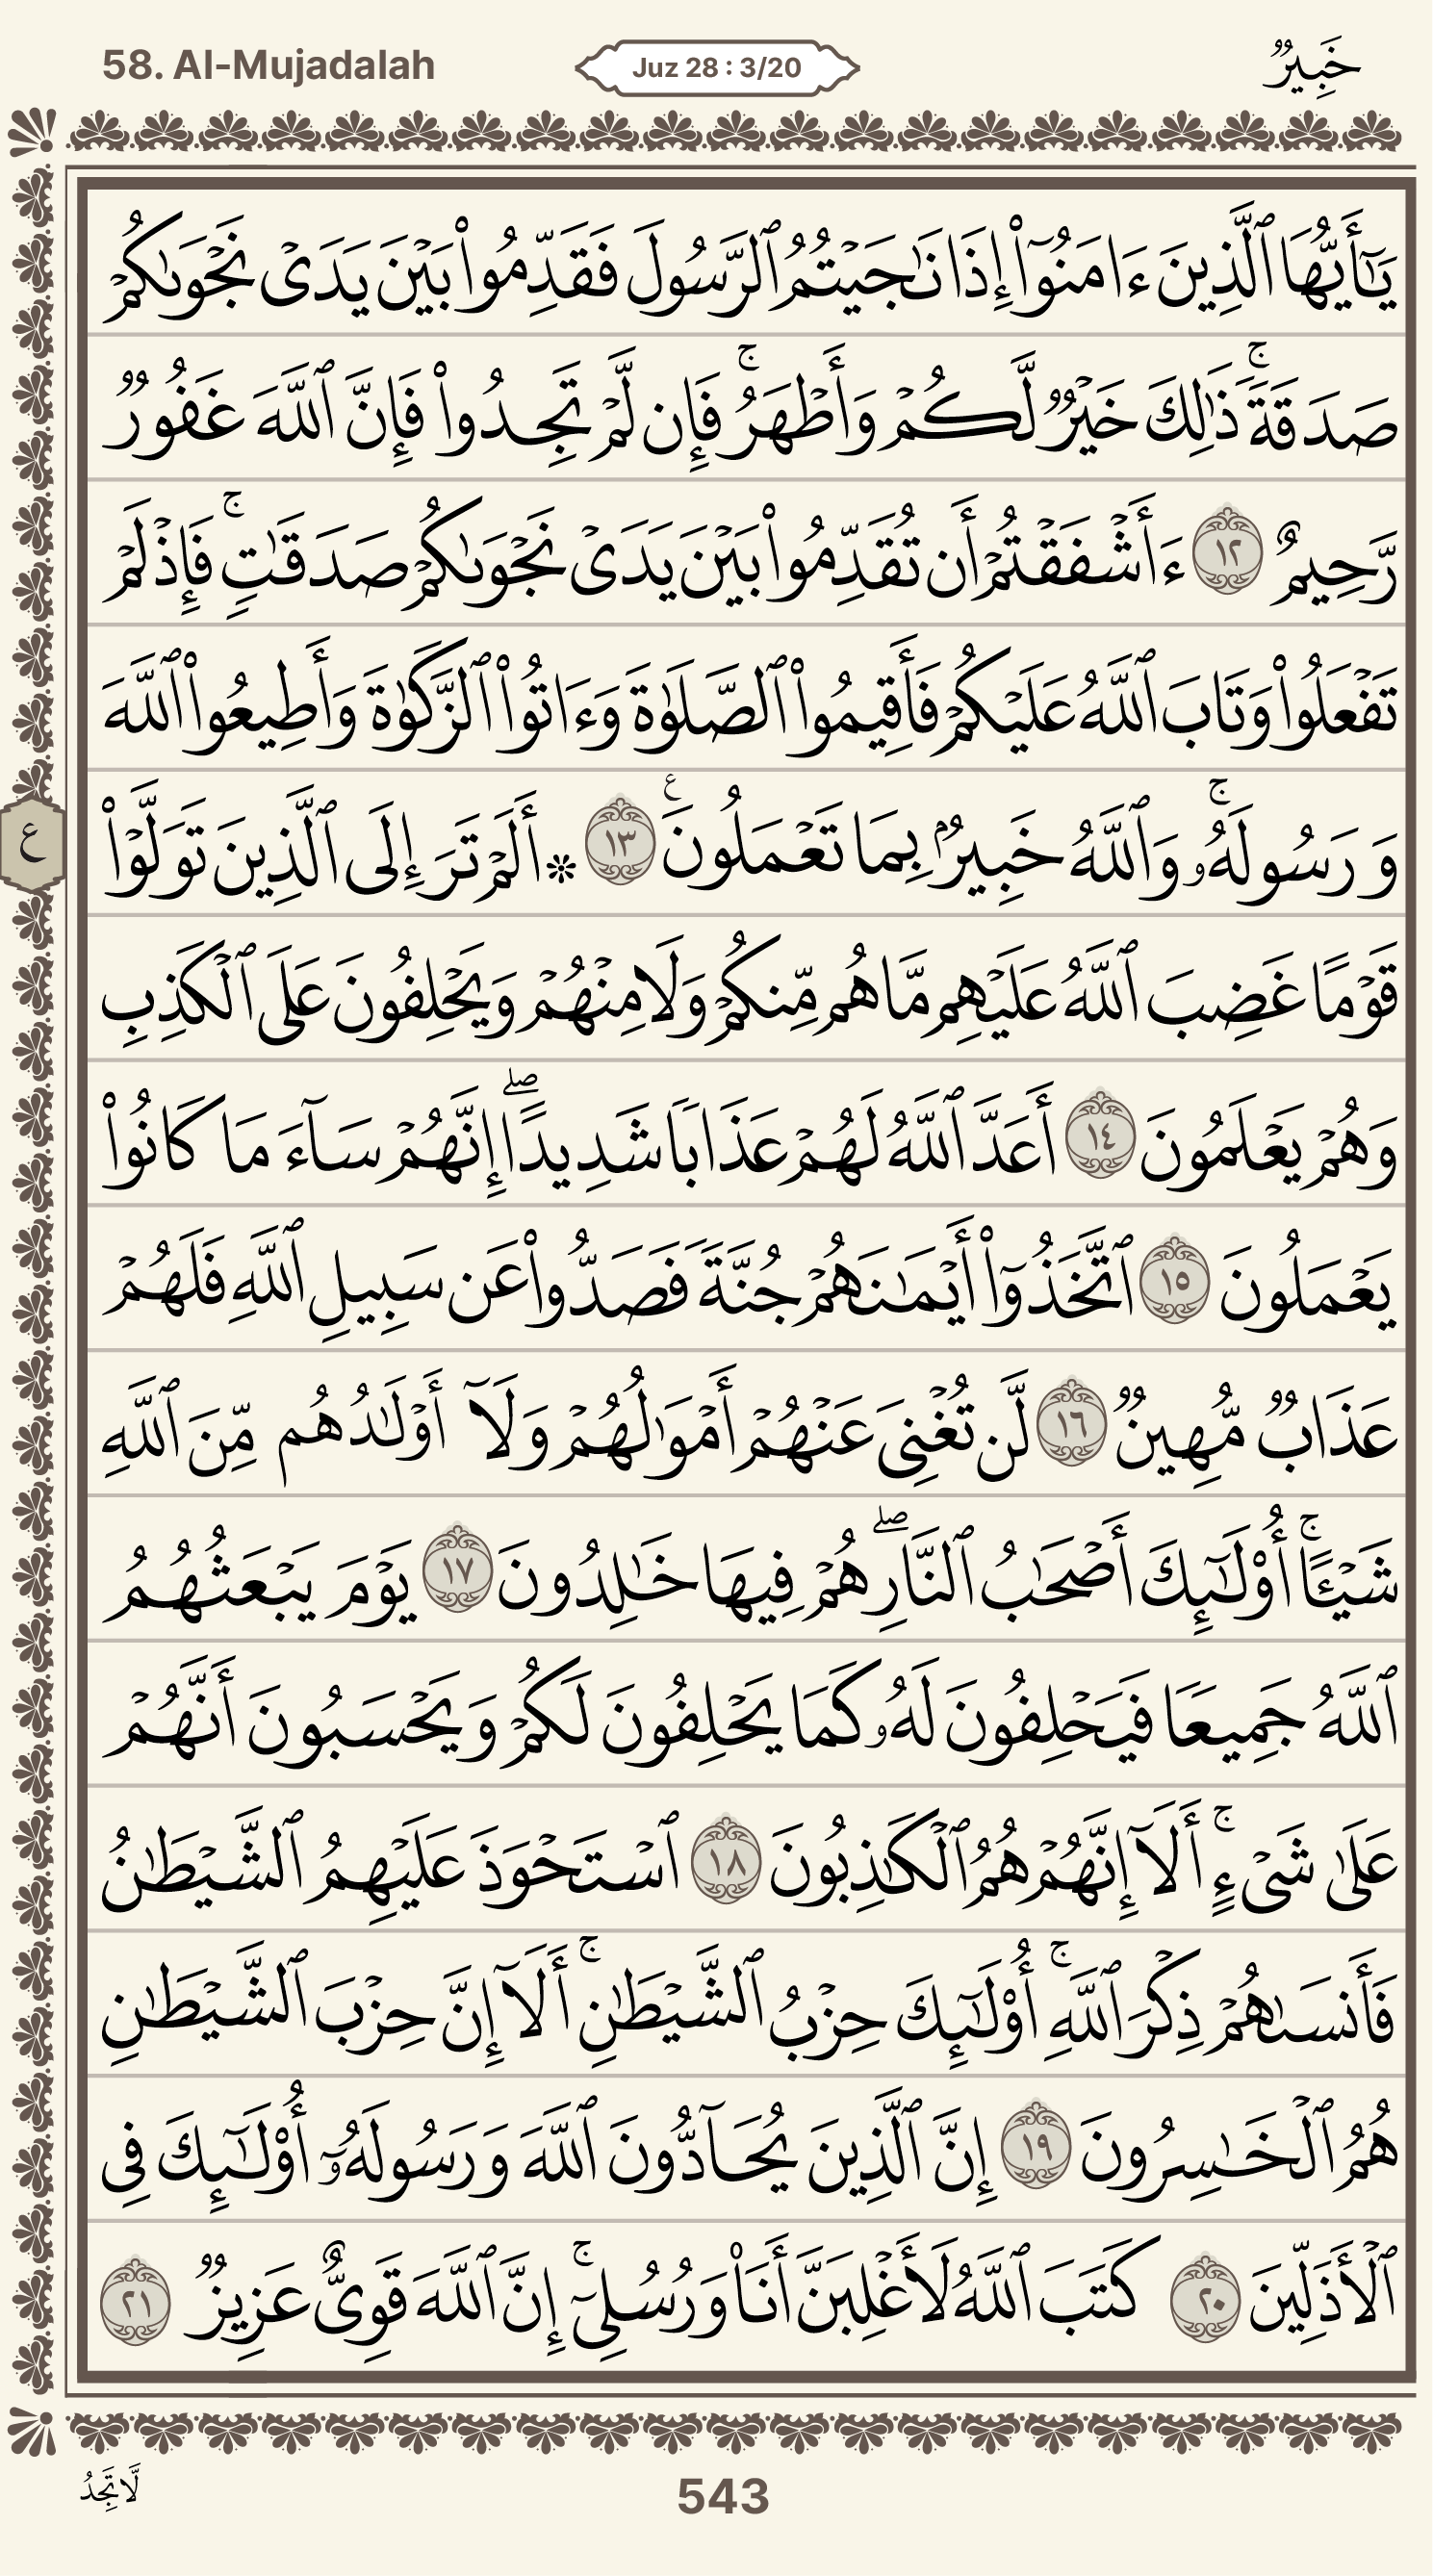 58. Al-Mujadalah
Juz 28 : 3/20
خَبِيرٌ
يَـٰٓأَيُّهَا ٱلَّذِينَ ءَامَنُوٓا۟ إِذَا نَـٰجَيْتُمُ ٱلرَّسُولَ فَقَدِّمُوا۟ بَيْنَ يَدَىْ نَجْوَىٰكُمْ
صَدَقَةً ۚ ذَٰلِكَ خَيْرٌ لَّكُمْ وَأَطْهَرُ ۚ فَإِن لَّمْ تَجِدُوا۟ فَإِنَّ ٱللَّهَ غَفُورٌ
رَّحِيمٌ ١٢ ءَأَشْفَقْتُمْ أَن تُقَدِّمُوا۟ بَيْنَ يَدَىْ نَجْوَىٰكُمْ صَدَقَـٰتٍ ۚ فَإِذْ لَمْ
تَفْعَلُوا۟ وَتَابَ ٱللَّهُ عَلَيْكُمْ فَأَقِيمُوا۟ ٱلصَّلَوٰةَ وَءَاتُوا۟ ٱلزَّكَوٰةَ وَأَطِيعُوا۟ ٱللَّهَ
وَرَسُولَهُۥ ۚ وَٱللَّهُ خَبِيرٌۢ بِمَا تَعْمَلُونَ ١٣ ۞ أَلَمْ تَرَ إِلَى ٱلَّذِينَ تَوَلَّوْا۟
ع
قَوْمًا غَضِبَ ٱللَّهُ عَلَيْهِم مَّا هُم مِّنكُمْ وَلَا مِنْهُمْ وَيَحْلِفُونَ عَلَى ٱلْكَذِبِ
وَهُمْ يَعْلَمُونَ ١٤ أَعَدَّ ٱللَّهُ لَهُمْ عَذَابًا شَدِيدًا ۖ إِنَّهُمْ سَآءَ مَا كَانُوا۟
يَعْمَلُونَ ١٥ ٱتَّخَذُوٓا۟ أَيْمَـٰنَهُمْ جُنَّةً فَصَدُّوا۟ عَن سَبِيلِ ٱللَّهِ فَلَهُمْ
عَذَابٌ مُّهِينٌ ١٦ لَّن تُغْنِىَ عَنْهُمْ أَمْوَٰلُهُمْ وَلَآ أَوْلَـٰدُهُم مِّنَ ٱللَّهِ
شَيْـًٔا ۚ أُو۟لَـٰٓئِكَ أَصْحَـٰبُ ٱلنَّارِ ۖ هُمْ فِيهَا خَـٰلِدُونَ ١٧ يَوْمَ يَبْعَثُهُمُ
ٱللَّهُ جَمِيعًا فَيَحْلِفُونَ لَهُۥ كَمَا يَحْلِفُونَ لَكُمْ وَيَحْسَبُونَ أَنَّهُمْ
عَلَىٰ شَىْءٍ ۚ أَلَآ إِنَّهُمْ هُمُ ٱلْكَـٰذِبُونَ ١٨ ٱسْتَحْوَذَ عَلَيْهِمُ ٱلشَّيْطَـٰنُ
فَأَنسَىٰهُمْ ذِكْرَ ٱللَّهِ ۚ أُو۟لَـٰٓئِكَ حِزْبُ ٱلشَّيْطَـٰنِ ۚ أَلَآ إِنَّ حِزْبَ ٱلشَّيْطَـٰنِ
هُمُ ٱلْخَـٰسِرُونَ ١٩ إِنَّ ٱلَّذِينَ يُحَآدُّونَ ٱللَّهَ وَرَسُولَهُۥٓ أُو۟لَـٰٓئِكَ فِى
ٱلْأَذَلِّينَ ٢٠ كَتَبَ ٱللَّهُ لَأَغْلِبَنَّ أَنَا۠ وَرُسُلِىٓ ۚ إِنَّ ٱللَّهَ قَوِىٌّ عَزِيزٌ ٢١
لَّا تَجِدُ
543